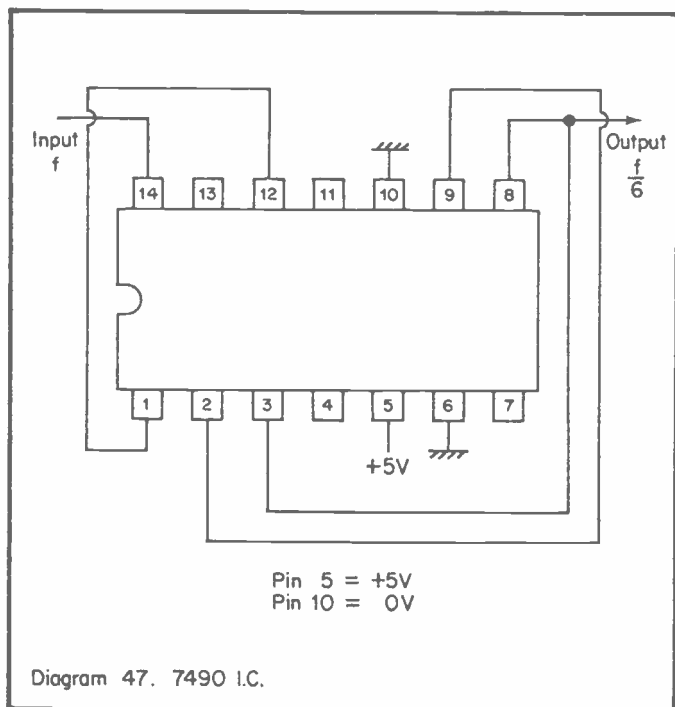 Input
f
Output
f
6
14 13 12 11 10 9 8
1 2 3 4 5 6 7
+5V
Pin 5 = +5V
Pin 10 = 0V
Diagram 47. 7490 I.C.